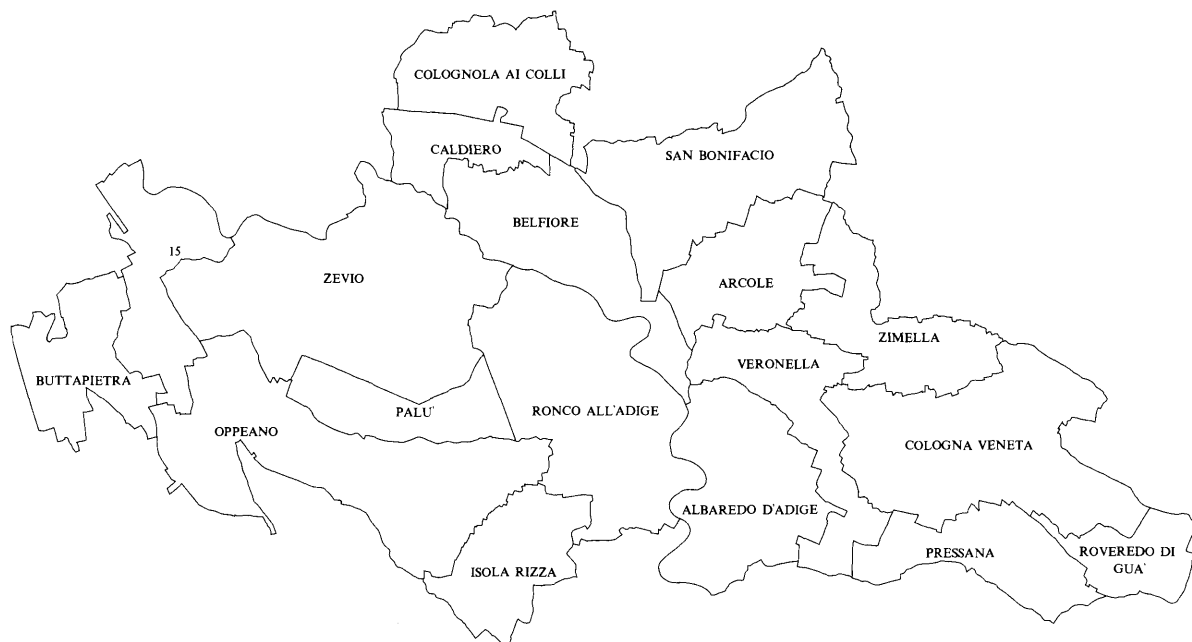 COLOGNOLA AI COLLI
CALDIERO
SAN BONIFACIO
BELFIORE
15
ZEVIO
ARCOLE
ZIMELLA
VERONELLA
BUTTAPIETRA
PALU'
RONCO ALL'ADIGE
OPPEANO
COLOGNA VENETA
ALBAREDO D'ADIGE
PRESSANA
ROVEREDO DI
GUA'
ISOLA RIZZA